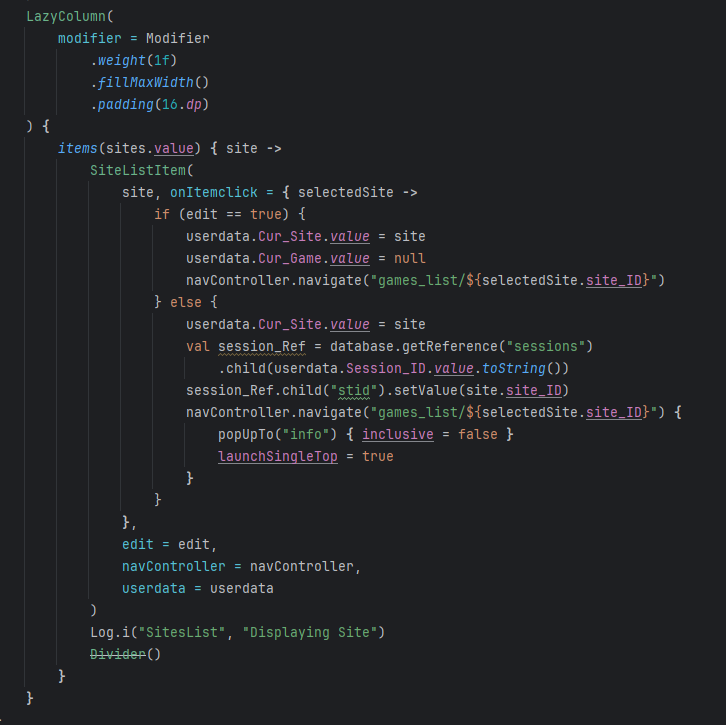 LazyColumn(
    modifier = Modifier
        .weight(1f)
        .fillMaxWidth()
        .padding(16.dp)
) {
    items(sites.value) { site ->
        SiteListItem(
            site, onItemclick = { selectedSite ->
                if (edit == true) {
                    userdata.Cur_Site.value = site
                    userdata.Cur_Game.value = null
                    navController.navigate("games_list/${selectedSite.site_ID}")
                } else {
                    userdata.Cur_Site.value = site
                    val session_Ref = database.getReference("sessions")
                        .child(userdata.Session_ID.value.toString())
                    session_Ref.child("stid").setValue(site.site_ID)
                    navController.navigate("games_list/${selectedSite.site_ID}") {
                        popUpTo("info") { inclusive = false }
                        launchSingleTop = true
                    }
                }
            },
            edit = edit,
            navController = navController,
            userdata = userdata
        )
        Log.i("SitesList", "Displaying Site")
        Divider()
    }
}